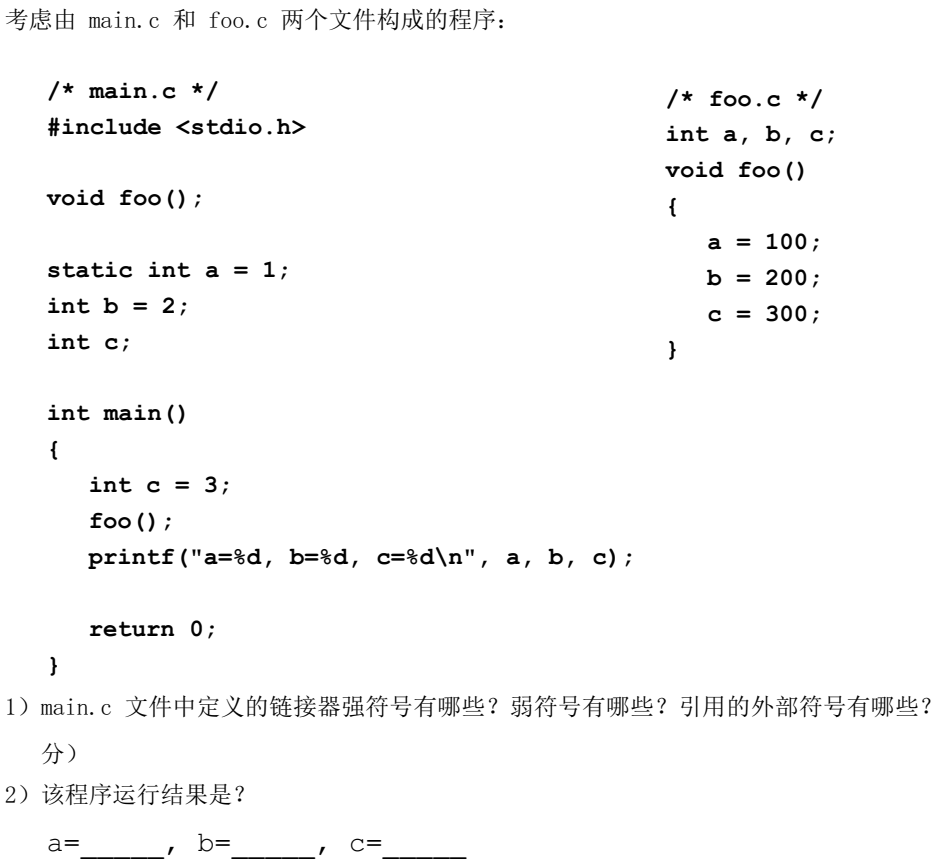 考虑由 main.c 和 foo.c 两个文件构成的程序：
/* main.c */
#include <stdio.h>
void foo();
static int a = 1;
int b = 2;
int c;
int main()
{
int c = 3;
foo();
printf("a=%d, b=%d, c=%d\n", a, b, c);
return 0;
}
/* foo.c */
int a, b, c;
void foo()
{
a = 100;
b = 200;
c = 300;
}
1）main.c 文件中定义的链接器强符号有哪些？弱符号有哪些？引用的外部符号有哪些？
分）
2）该程序运行结果是？
a=_____, b=_____, c=_____